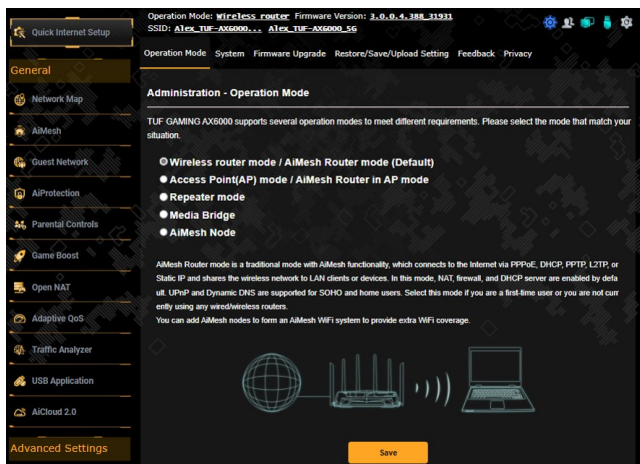 Operation Mode: Wireless router Firmware Version: 3.0.0.4.388_31931
SSID: Alex_TUF-AX6000... Alex_TUF-AX6000_5G
Quick Internet Setup
General
Network Map
AiMesh
Guest Network
AiProtection
Parental Controls
Game Boost
Open NAT
Adaptive QoS
Traffic Analyzer
USB Application
AiCloud 2.0
Advanced Settings
Operation Mode System Firmware Upgrade Restore/Save/Upload Setting Feedback Privacy
Administration - Operation Mode
TUF GAMING AX6000 supports several operation modes to meet different requirements. Please select the mode that match your
situation.
Wireless router mode / AiMesh Router mode (Default)
Access Point(AP) mode / AiMesh Router in AP mode
Repeater mode
Media Bridge
AiMesh Node
AiMesh Router mode is a traditional mode with AiMesh functionality, which connects to the Internet via PPPoE, DHCP, PPTP, L2TP, or
Static IP and shares the wireless network to LAN clients or devices. In this mode, NAT, firewall, and DHCP server are enabled by defa
ult. UPnP and Dynamic DNS are supported for SOHO and home users. Select this mode if you are a first-time user or you are not curr
ently using any wired/wireless routers.
You can add AiMesh nodes to form an AiMesh WiFi system to provide extra WiFi coverage.
Save